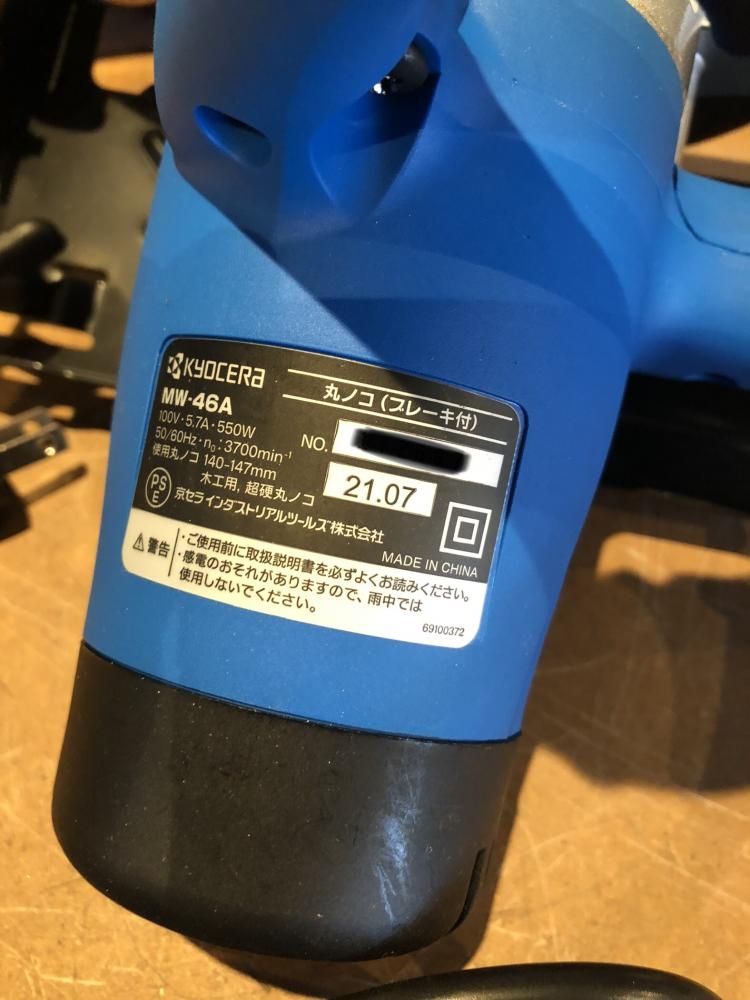 KYOCERA
丸ノコ(ブレーキ付)
MW-46A
100V・5.7A・550W
50/60Hz・n₀:3700min⁻¹
NO.
使用丸ノコ 140-147mm
木工用, 超硬丸ノコ
21.07
PS
E
京セラインダストリアルツールズ株式会社
MADE IN CHINA
⚠警告
・ご使用前に取扱説明書を必ずよくお読みください。
・感電のおそれがありますので、雨中では
使用しないでください。
69100372